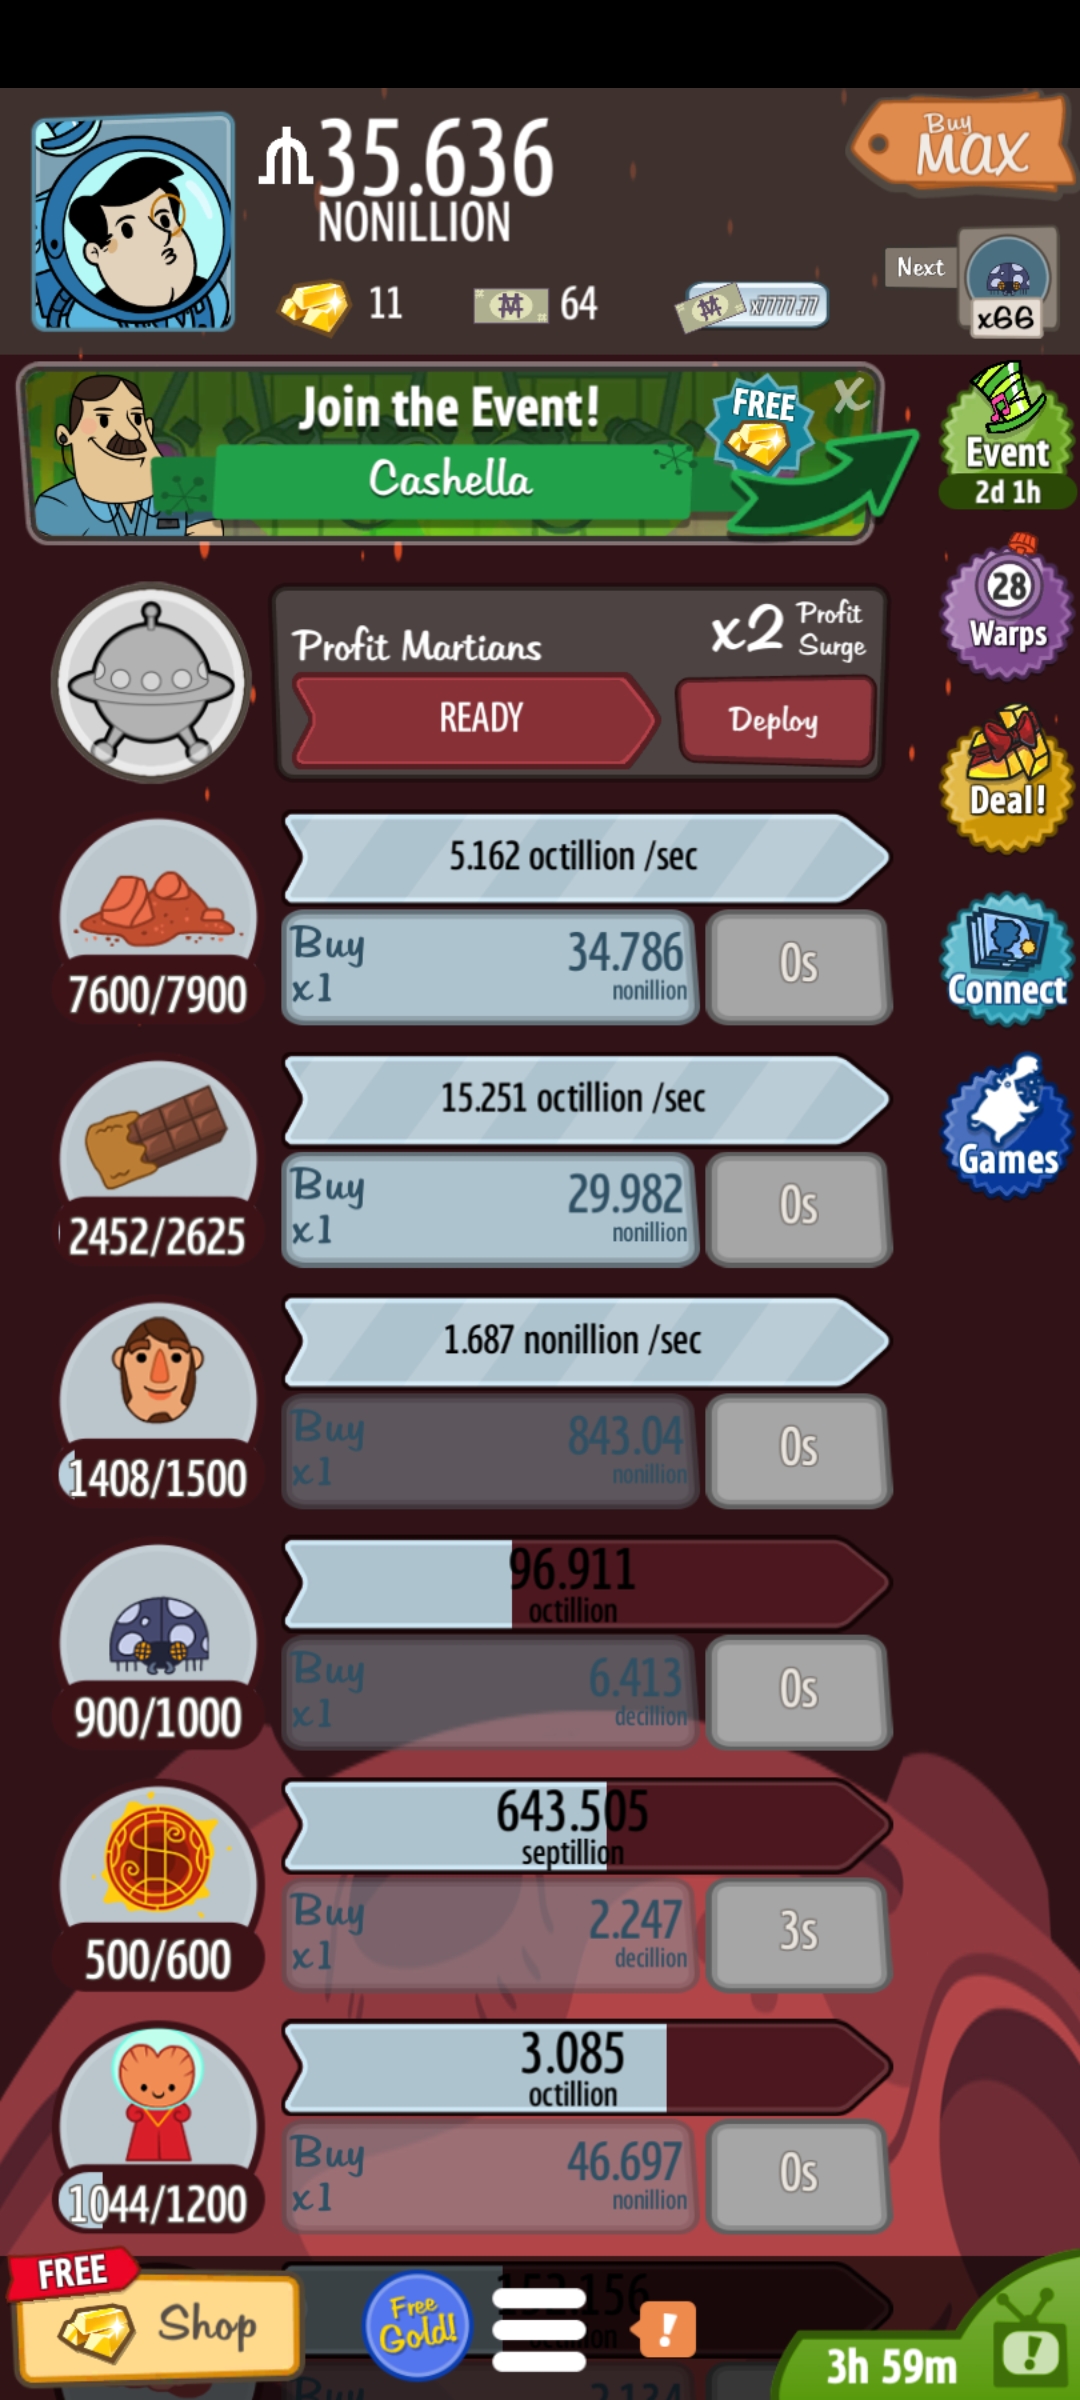 35.636
NONILLION
Buy
MAX
11
64
x7777.77
Next
x66
Join the Event!
FREE
X
Cashella
Event
2d 1h
28
Warps
Profit Martians
x2 Profit Surge
READY
Deploy
Deal!
5.162 octillion /sec
Buy
x1
34.786
nonillion
0s
7600/7900
Connect
15.251 octillion /sec
Buy
x1
29.982
nonillion
0s
2452/2625
Games
1.687 nonillion /sec
Buy
x1
843.04
nonillion
0s
1408/1500
96.911
octillion
Buy
x1
6.413
decillion
0s
900/1000
643.505
septillion
Buy
x1
2.247
decillion
3s
500/600
3.085
octillion
Buy
x1
46.697
nonillion
0s
1044/1200
FREE
Shop
Free
Gold!
!
3h 59m
!
Buy